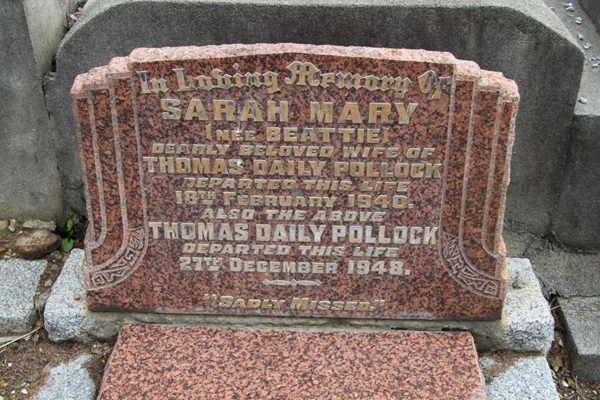 In Loving Memory Of
SARAH MARY
(NEE BEATTIE)
DEARLY BELOVED WIFE OF
THOMAS DAILY POLLOCK
DEPARTED THIS LIFE
18TH FEBRUARY 1940.
ALSO THE ABOVE
THOMAS DAILY POLLOCK
DEPARTED THIS LIFE
27TH DECEMBER 1948.
"SADLY MISSED."